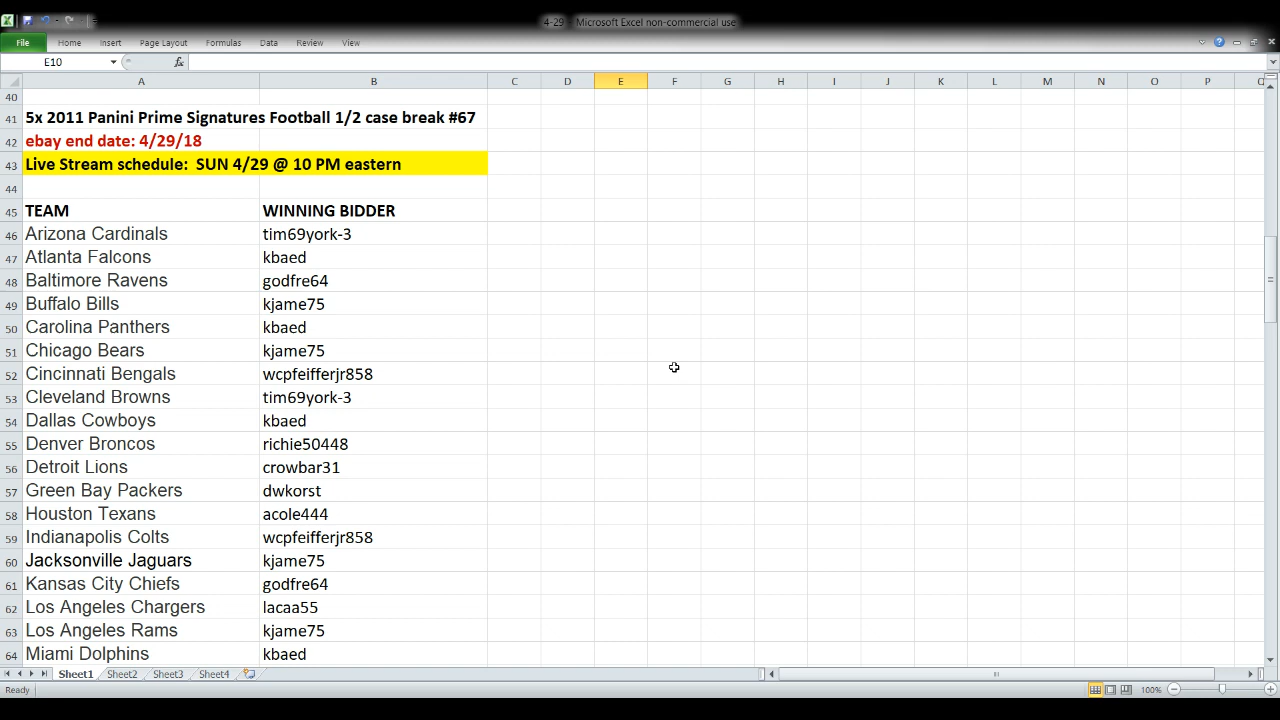 4-29 Microsoft Excel non-commercial use
File Home Insert Page Layout Formulas Data Review View
E10 fx
A B C D E F G H I J K L M N O P
40
41 5x 2011 Panini Prime Signatures Football 1/2 case break #67
42 ebay end date: 4/29/18
43 Live Stream schedule: SUN 4/29 @ 10 PM eastern
44
45 TEAM WINNING BIDDER
46 Arizona Cardinals tim69york-3
47 Atlanta Falcons kbaed
48 Baltimore Ravens godfre64
49 Buffalo Bills kjame75
50 Carolina Panthers kbaed
51 Chicago Bears kjame75
52 Cincinnati Bengals wcpfeifferjr858
53 Cleveland Browns tim69york-3
54 Dallas Cowboys kbaed
55 Denver Broncos richie50448
56 Detroit Lions crowbar31
57 Green Bay Packers dwkorst
58 Houston Texans acole444
59 Indianapolis Colts wcpfeifferjr858
60 Jacksonville Jaguars kjame75
61 Kansas City Chiefs godfre64
62 Los Angeles Chargers lacaa55
63 Los Angeles Rams kjame75
64 Miami Dolphins kbaed
Sheet1 Sheet2 Sheet3 Sheet4
Ready 100%